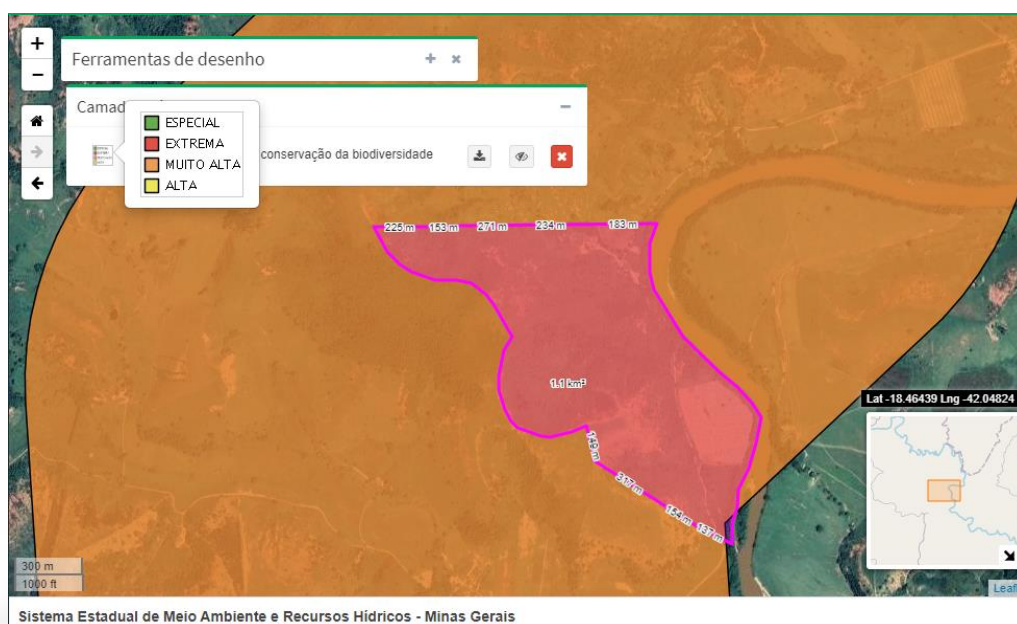 +
Ferramentas de desenho
+ ×
−
Camad
−
ESPECIAL
EXTREMA
MUITO ALTA
ALTA
conservação da biodiversidade
225 m 153 m 271 m 234 m 183 m
1.1 km²
Lat -18.46439 Lng -42.04824
149 m
317 m
154 m
137 m
300 m
1000 ft
Leafl
Sistema Estadual de Meio Ambiente e Recursos Hídricos - Minas Gerais